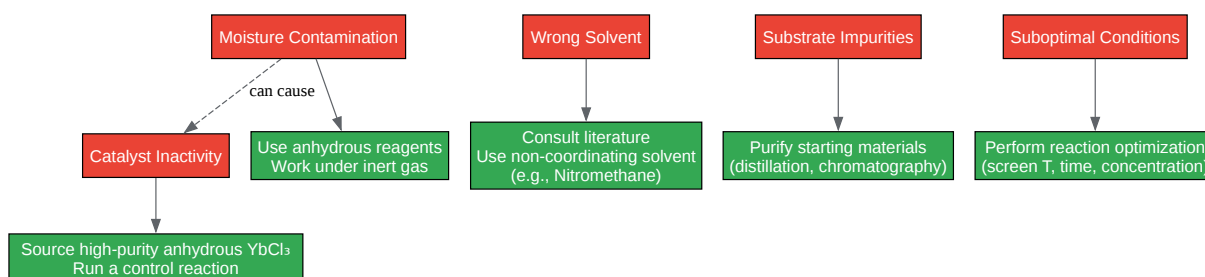 Moisture Contamination
Wrong Solvent
Substrate Impurities
Suboptimal Conditions
can cause
Catalyst Inactivity
Use anhydrous reagents
Work under inert gas
Consult literature
Use non-coordinating solvent
(e.g., Nitromethane)
Purify starting materials
(distillation, chromatography)
Perform reaction optimization
(screen T, time, concentration)
Source high-purity anhydrous YbCl₃
Run a control reaction